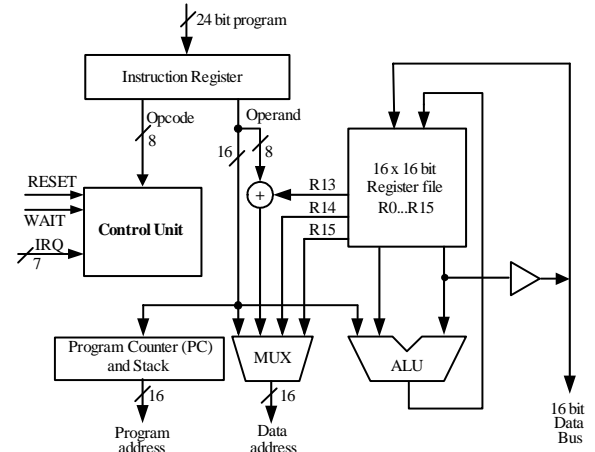 24 bit program
Instruction Register
Opcode
8
Operand
16
8
16 x 16 bit
Register file
R0...R15
RESET
WAIT
IRQ
7
Control Unit
+
R13
R14
R15
Program Counter (PC)
and Stack
MUX
ALU
16
16
Program
address
Data
address
16 bit
Data
Bus